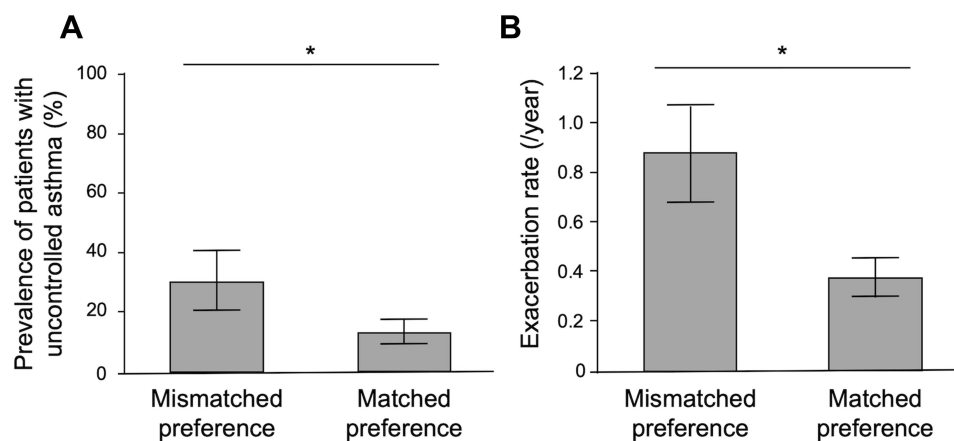 A
*
Prevalence of patients with
uncontrolled asthma (%)
100
80
60
40
20
0
Mismatched
preference
Matched
preference
B
*
Exacerbation rate (/year)
1.2
1.0
0.8
0.6
0.4
0.2
0
Mismatched
preference
Matched
preference